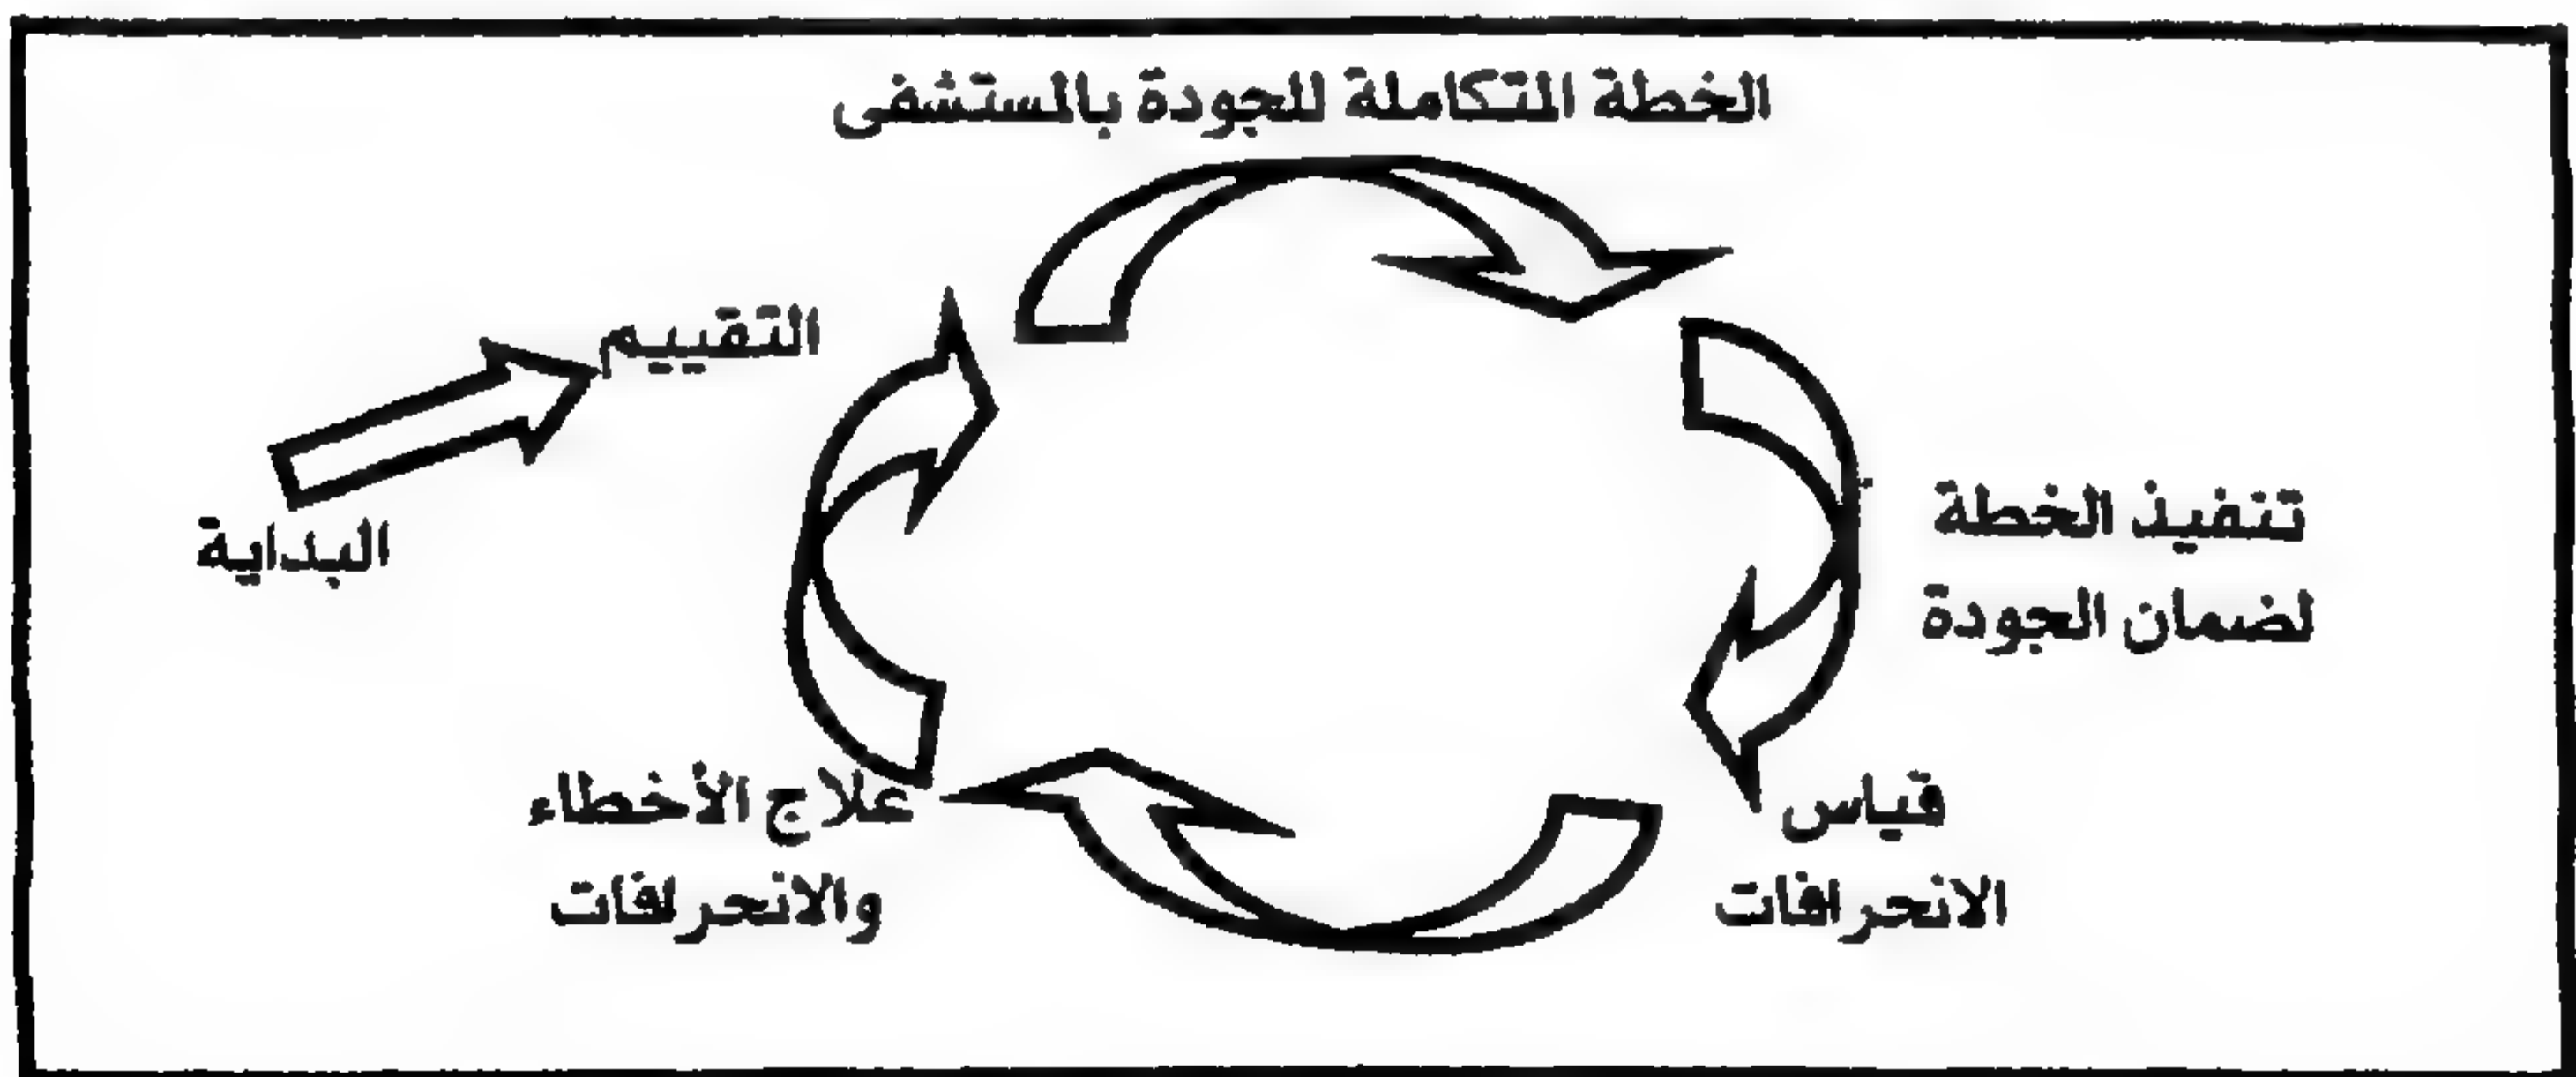 الخطة المتكاملة للجودة بالمستشفى
التقييم
البداية
تنفيذ الخطة
لضمان الجودة
قياس
الانحرافات
علاج الأخطاء
والانحرافات